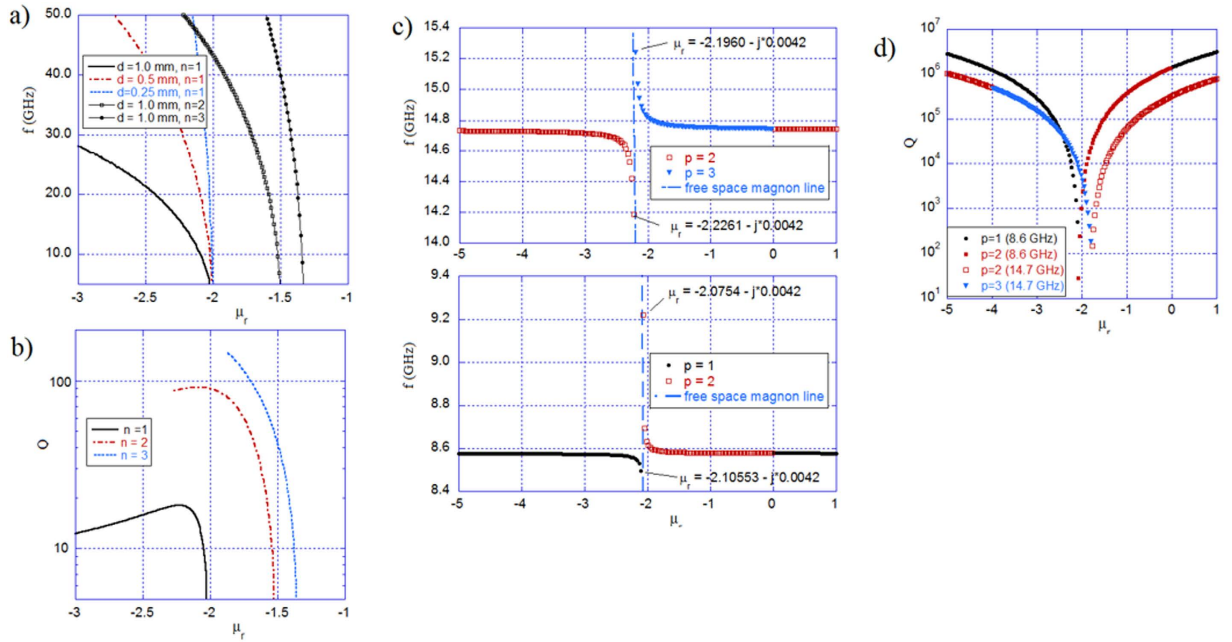 a)
f (GHz)
50.0
40.0
30.0
20.0
10.0
d=1.0 mm, n=1
d = 0.5 mm, n=1
d=0.25 mm, n=1
d = 1.0 mm, n=2
d = 1.0 mm, n=3
-3 -2.5 -2 -1.5 -1
μr
b)
Q
100
10
n =1
n = 2
n = 3
-3 -2.5 -2 -1.5 -1
μr
c)
f (GHz)
15.4
15.2
15.0
14.8
14.6
14.4
14.2
14.0
μr = -2.1960 - j*0.0042
p = 2
p = 3
free space magnon line
μr = -2.2261 - j*0.0042
-5 -4 -3 -2 -1 0 1
f (GHz)
9.4
9.2
9.0
8.8
8.6
8.4
μr = -2.0754 - j*0.0042
p = 1
p = 2
free space magnon line
μr = -2.10553 - j*0.0042
-5 -4 -3 -2 -1 0 1
d)
Q
10^7
10^6
10^5
10^4
10^3
10^2
10^1
p=1 (8.6 GHz)
p=2 (8.6 GHz)
p=2 (14.7 GHz)
p=3 (14.7 GHz)
-5 -4 -3 -2 -1 0 1